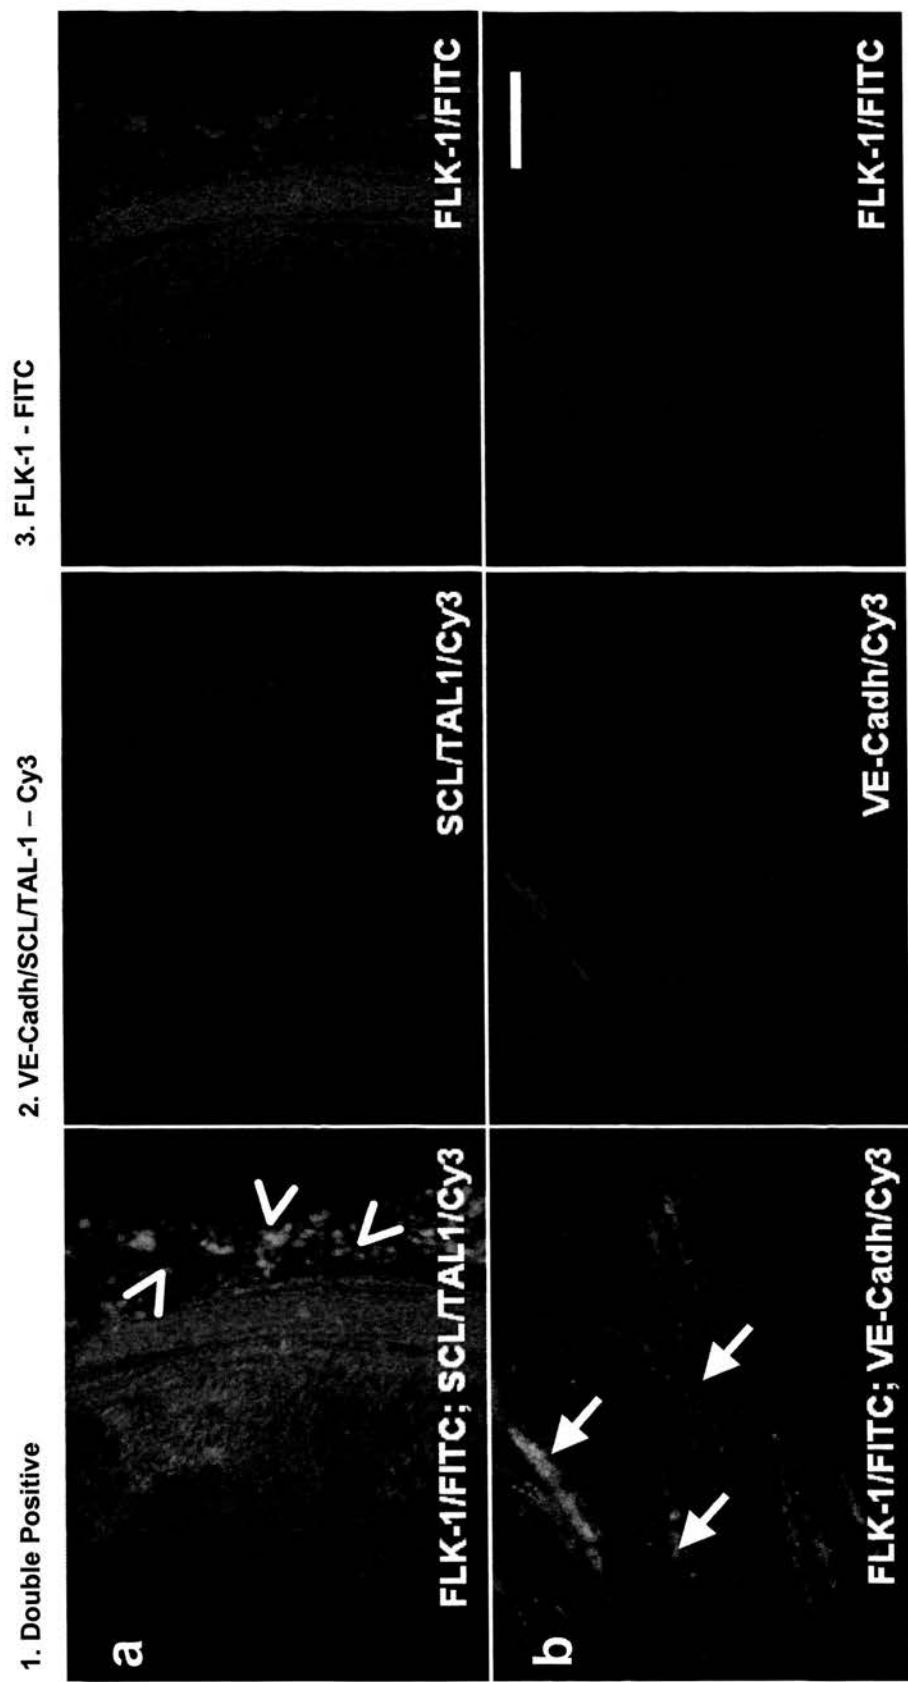 1. Double Positive
2. VE-Cadh/SCL/TAL-1 – Cy3
3. FLK-1 - FITC
a
FLK-1/FITC; SCL/TAL1/Cy3
SCL/TAL1/Cy3
FLK-1/FITC
b
FLK-1/FITC; VE-Cadh/Cy3
VE-Cadh/Cy3
FLK-1/FITC